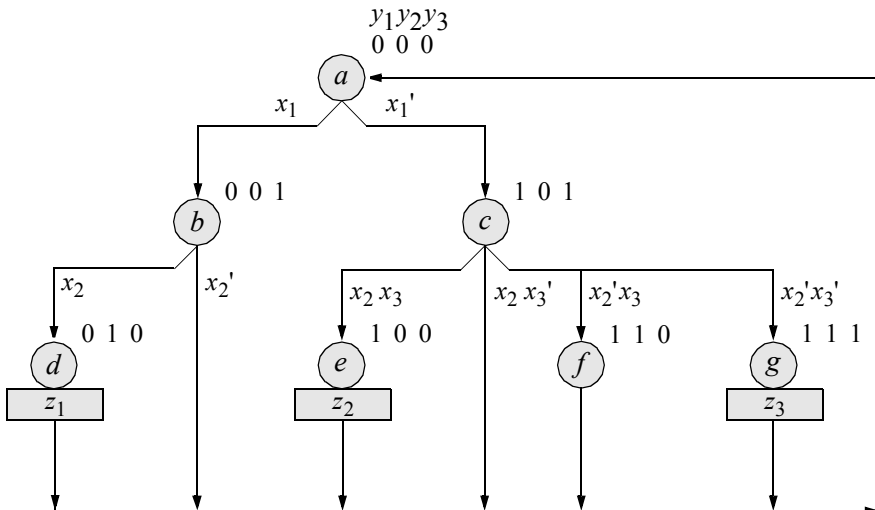 y₁y₂y₃
0 0 0
a
x₁ x₁'
0 0 1 1 0 1
b c
x₂ x₂' x₂ x₃ x₂ x₃' x₂'x₃ x₂'x₃'
0 1 0 1 0 0 1 1 0 1 1 1
d e f g
z₁ z₂ z₃